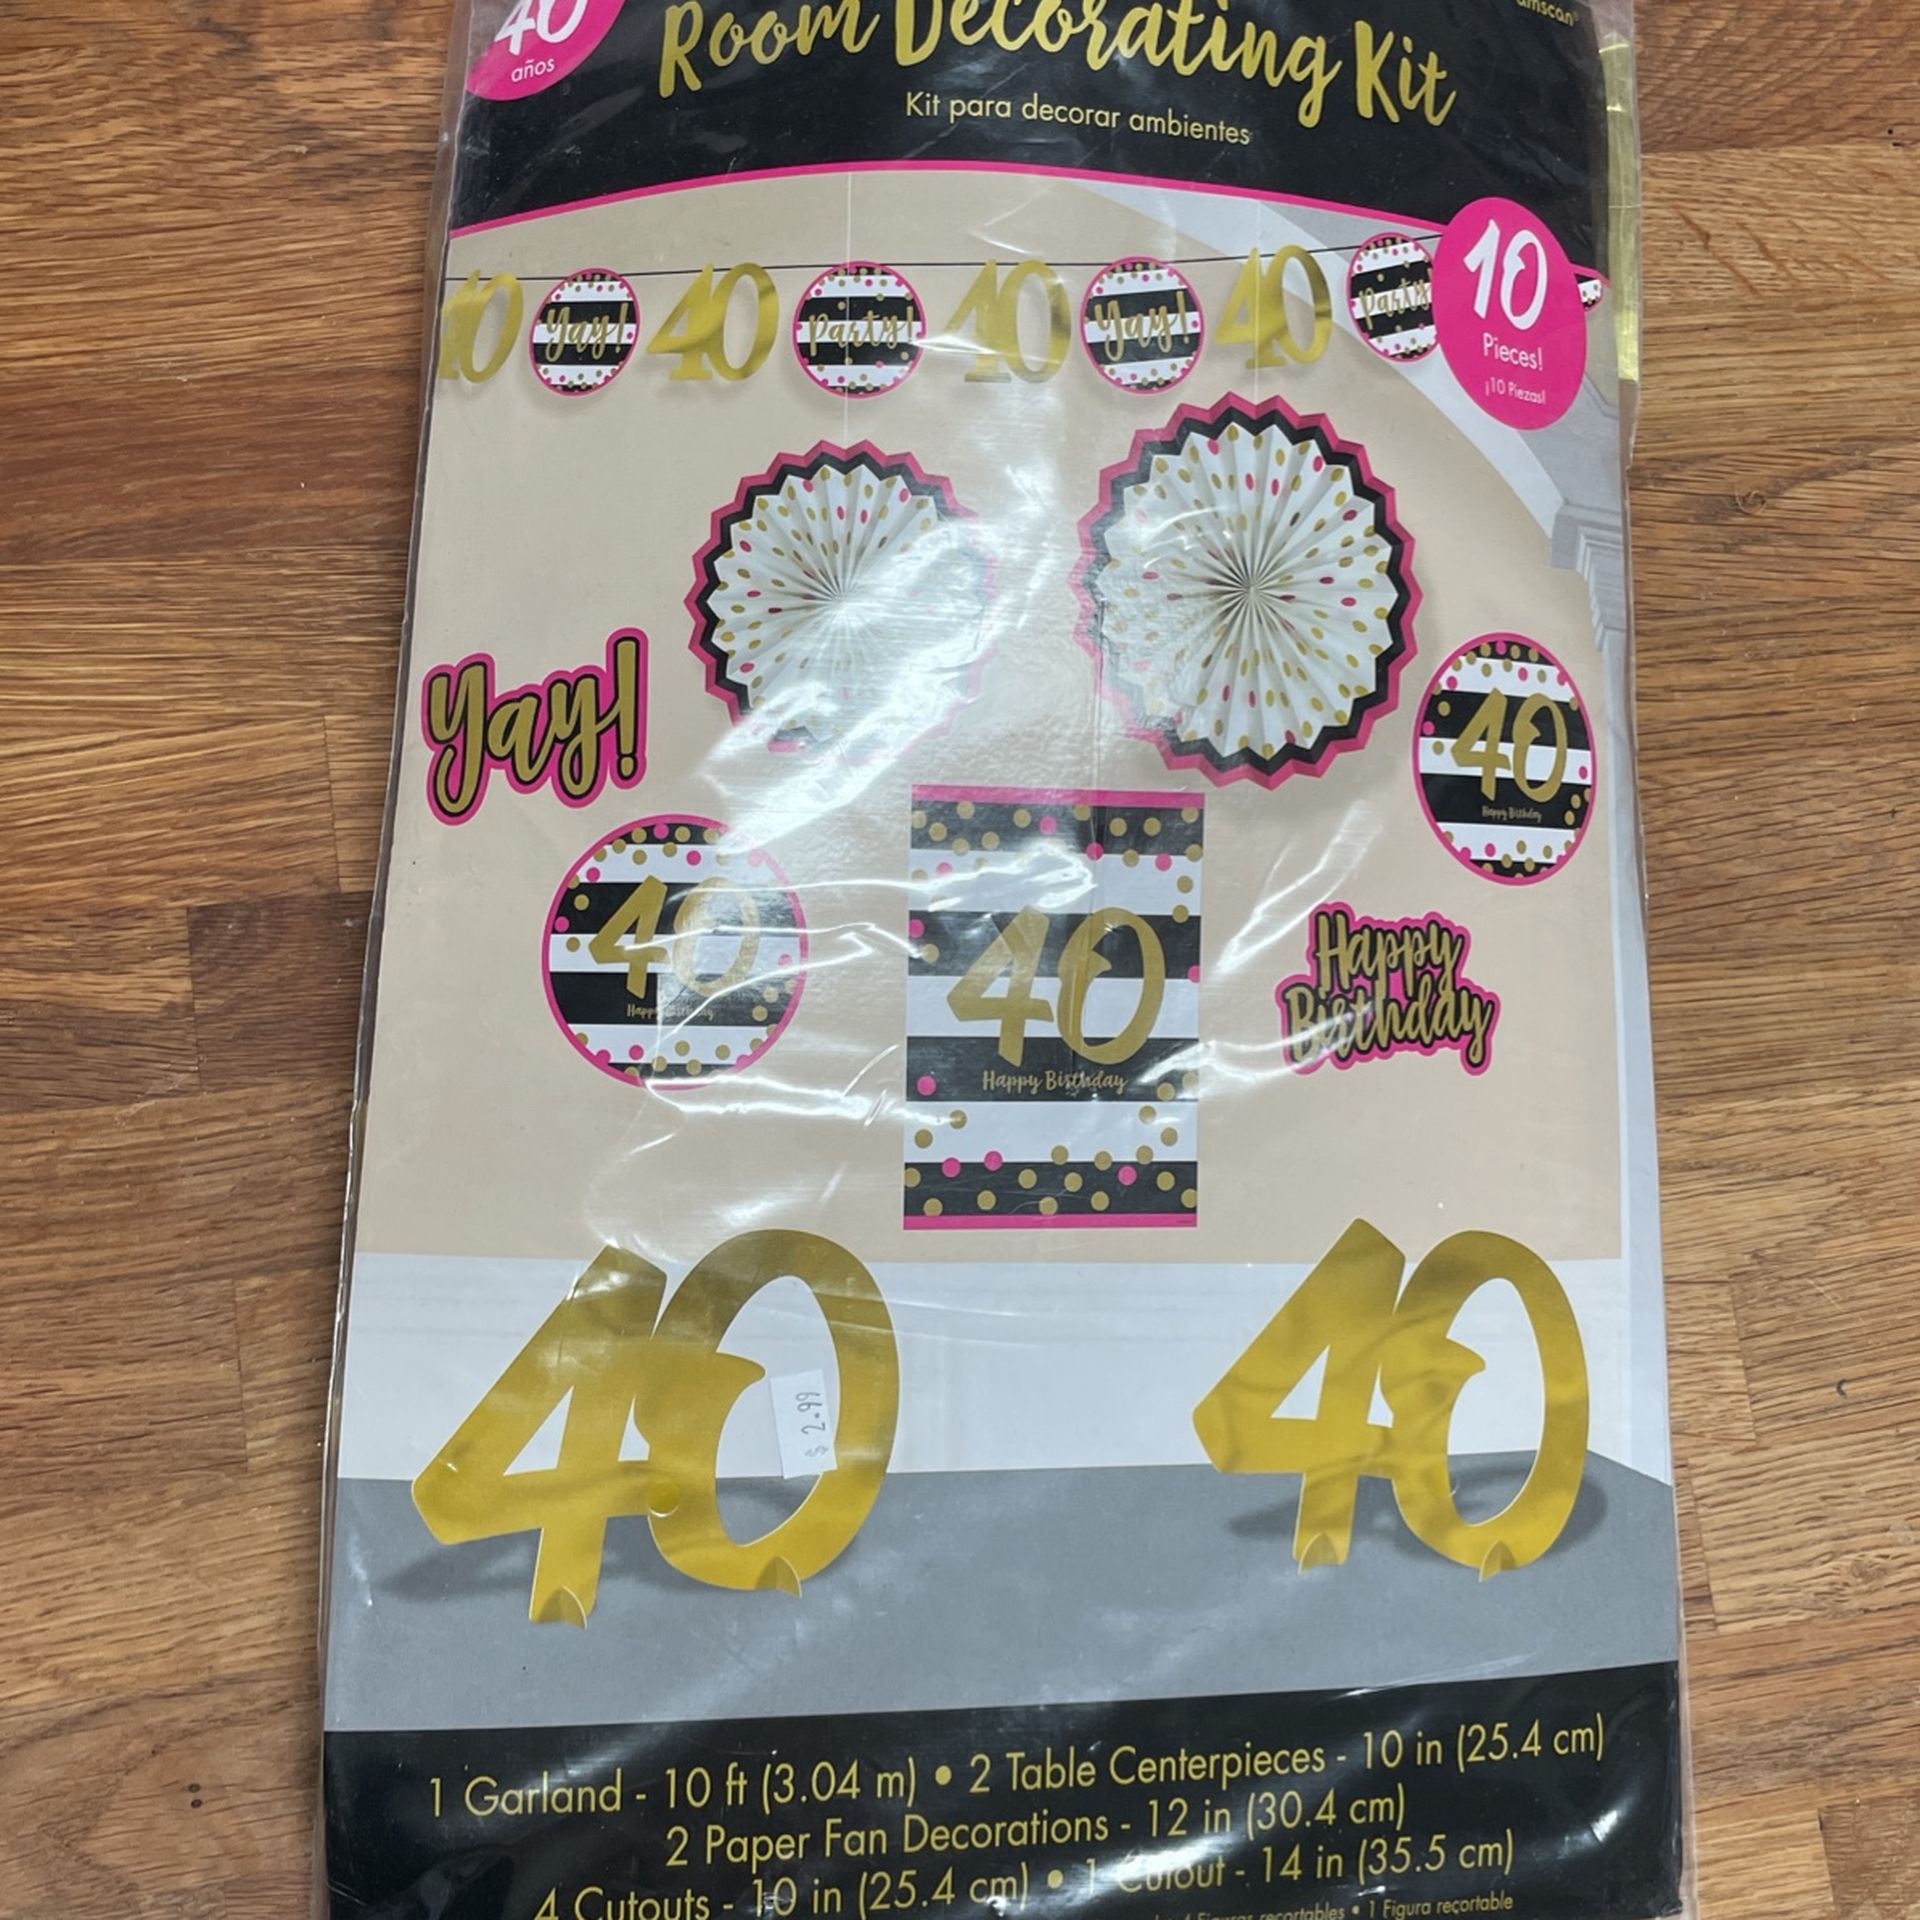 40
años
Room Decorating Kit
amscan
Kit para decorar ambientes
10
Pieces!
¡10 Piezas!
40 Yay! 40 Party! 40 Yay! 40 Party
Yay!
40
Happy Birthday
40
Happy Birthday
40
Happy Birthday
Happy
Birthday
40
40
$2.99
1 Garland - 10 ft (3.04 m) • 2 Table Centerpieces - 10 in (25.4 cm)
2 Paper Fan Decorations - 12 in (30.4 cm)
4 Cutouts - 10 in (25.4 cm) • 1 Cutout - 14 in (35.5 cm)
4 Figuras recortables • 1 Figura recortable